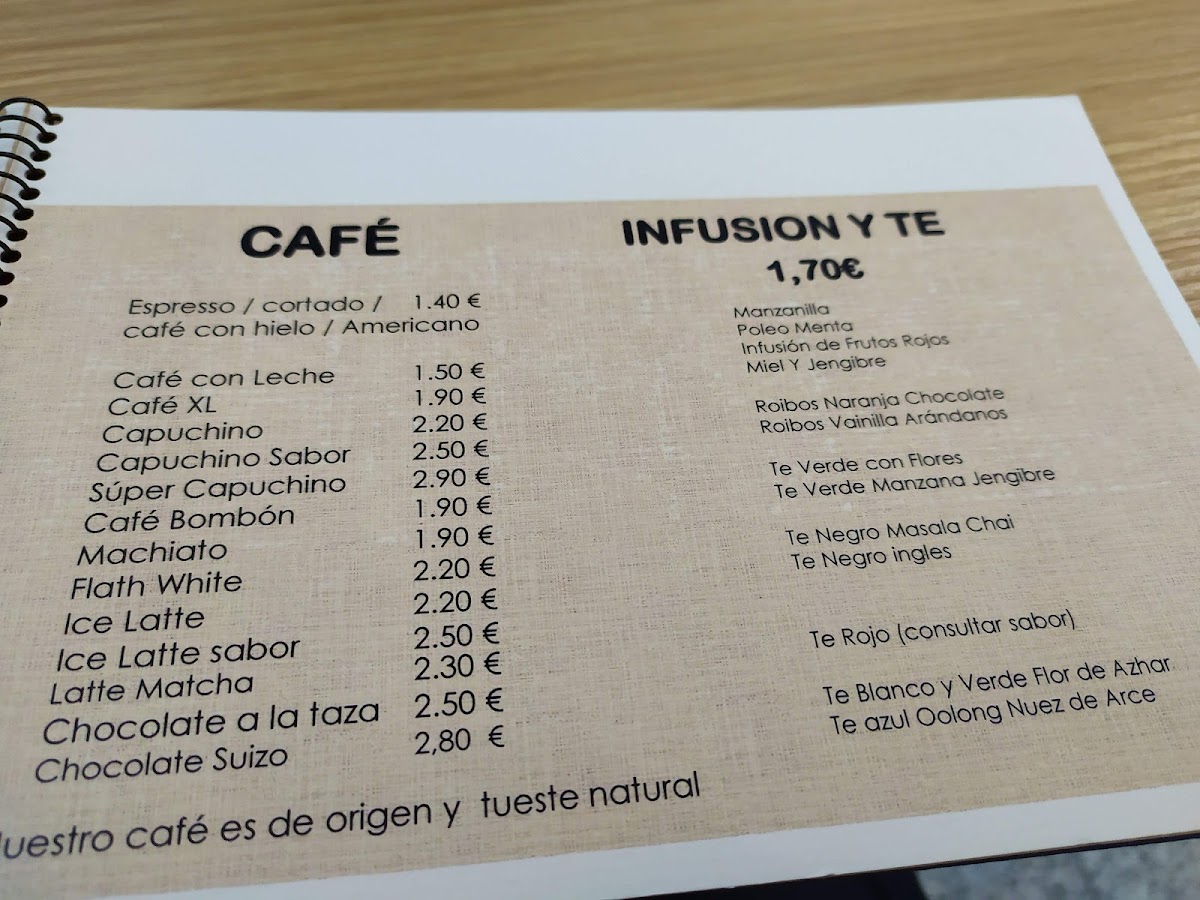 CAFÉ
Espresso / cortado / 1.40 €
café con hielo / Americano
Café con Leche 1.50 €
Café XL 1.90 €
Capuchino 2.20 €
Capuchino Sabor 2.50 €
Súper Capuchino 2.90 €
Café Bombón 1.90 €
Machiato 1.90 €
Flath White 2.20 €
Ice Latte 2.20 €
Ice Latte sabor 2.50 €
Latte Matcha 2.30 €
Chocolate a la taza 2.50 €
Chocolate Suizo 2,80 €
INFUSION Y TE
1,70€
Manzanilla
Poleo Menta
Infusión de Frutos Rojos
Miel Y Jengibre
Roibos Naranja Chocolate
Roibos Vainilla Arándanos
Te Verde con Flores
Te Verde Manzana Jengibre
Te Negro Masala Chai
Te Negro ingles
Te Rojo (consultar sabor)
Te Blanco y Verde Flor de Azhar
Te azul Oolong Nuez de Arce
uestro café es de origen y tueste natural